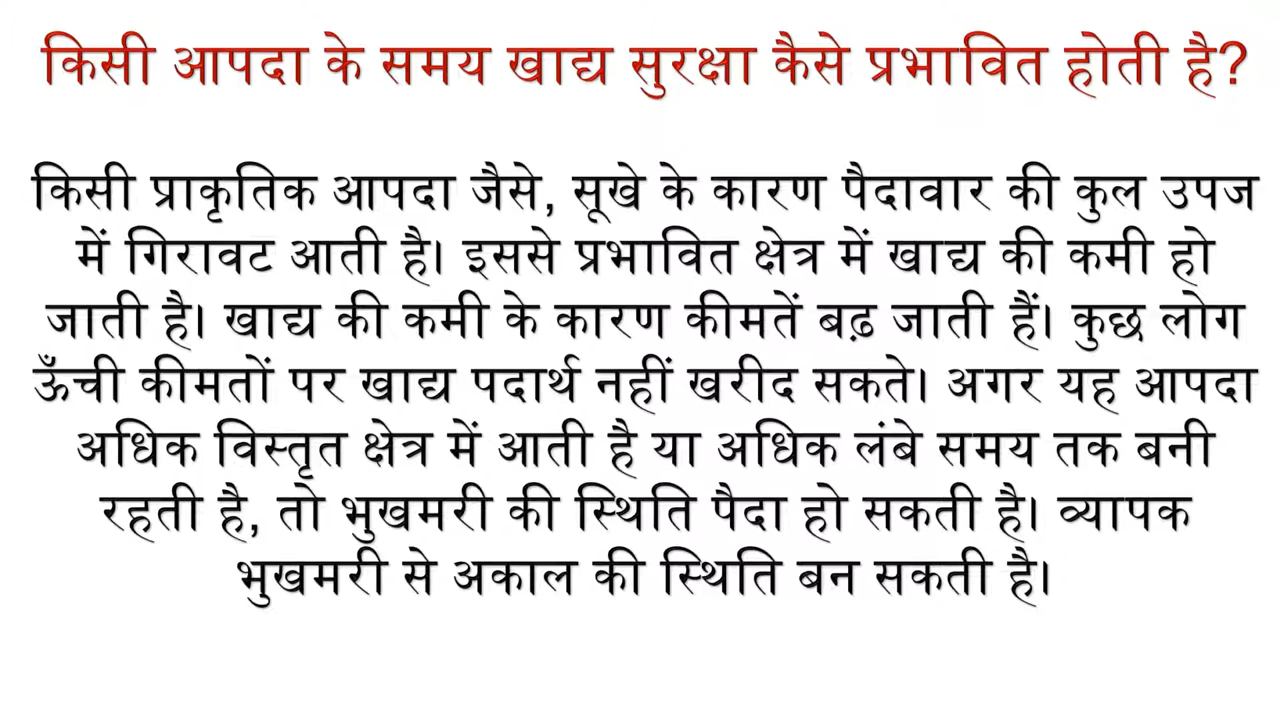 किसी आपदा के समय खाद्य सुरक्षा कैसे प्रभावित होती है?
किसी प्राकृतिक आपदा जैसे, सूखे के कारण पैदावार की कुल उपज
में गिरावट आती है। इससे प्रभावित क्षेत्र में खाद्य की कमी हो
जाती है। खाद्य की कमी के कारण कीमतें बढ़ जाती हैं। कुछ लोग
ऊँची कीमतों पर खाद्य पदार्थ नहीं खरीद सकते। अगर यह आपदा
अधिक विस्तृत क्षेत्र में आती है या अधिक लंबे समय तक बनी
रहती है, तो भुखमरी की स्थिति पैदा हो सकती है। व्यापक
भुखमरी से अकाल की स्थिति बन सकती है।